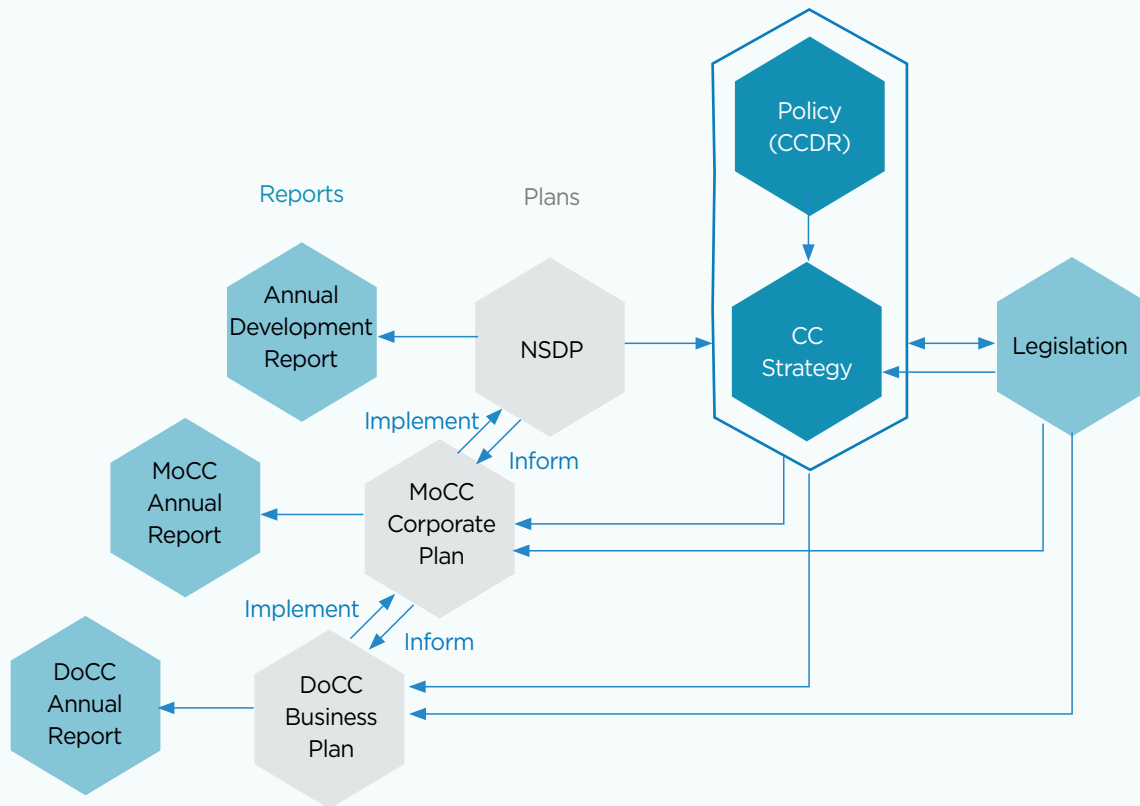 Policy
(CCDR)
Reports
Plans
Annual
Development
Report
NSDP
CC
Strategy
Legislation
Implement
Inform
MoCC
Annual
Report
MoCC
Corporate
Plan
Implement
Inform
DoCC
Annual
Report
DoCC
Business
Plan